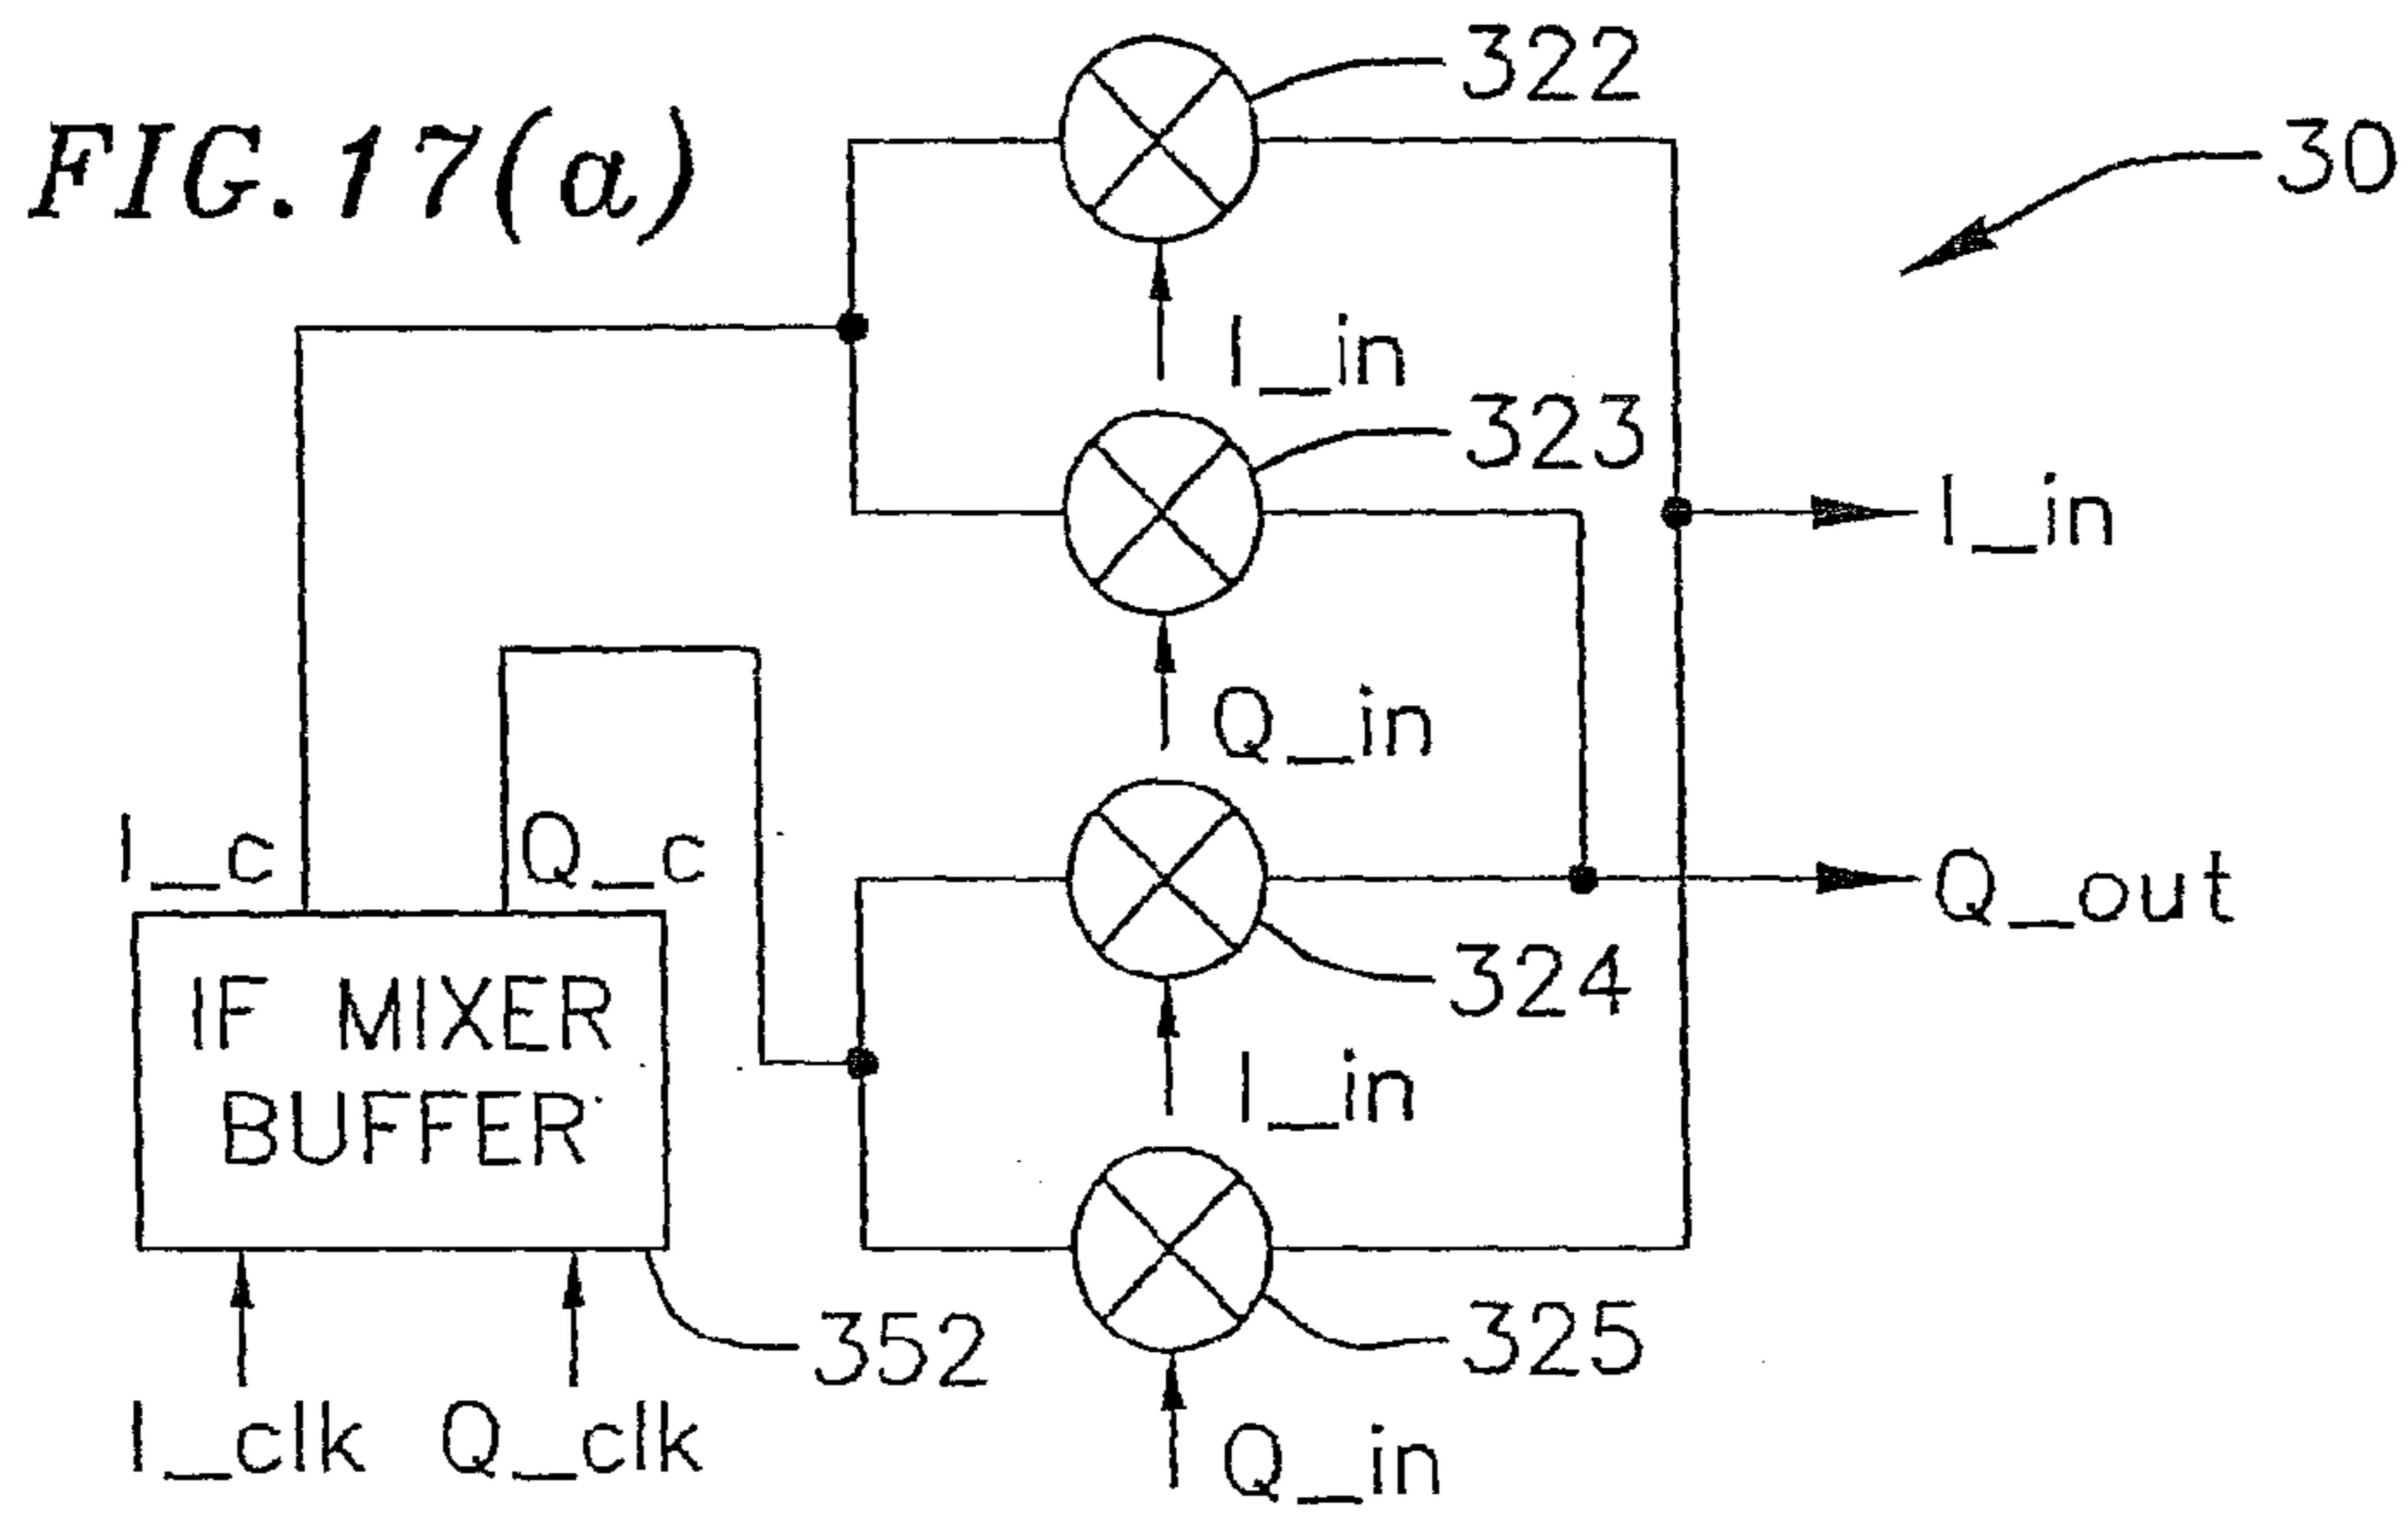 FIG.17(a)
322
30
I_in
323
I_in
Q_in
I_c
Q_c
Q_out
IF MIXER
BUFFER
324
I_in
352
325
I_clk
Q_clk
Q_in